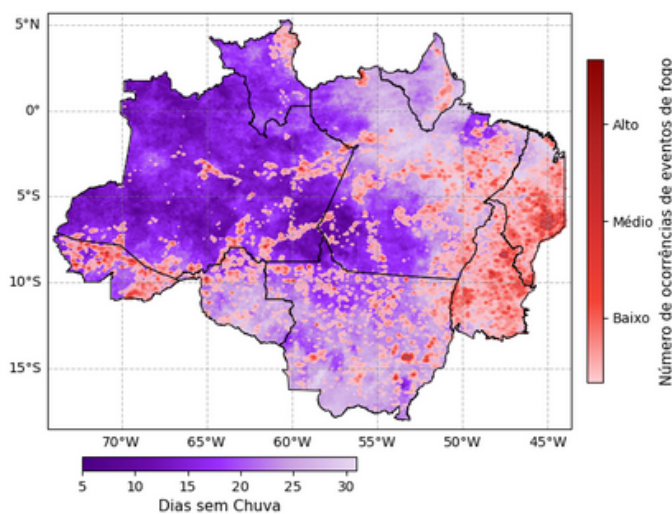 5°N
0°
5°S
10°S
15°S
70°W 65°W 60°W 55°W 50°W 45°W
5 10 15 20 25 30
Dias sem Chuva
Alto
Médio
Baixo
Número de ocorrências de eventos de fogo